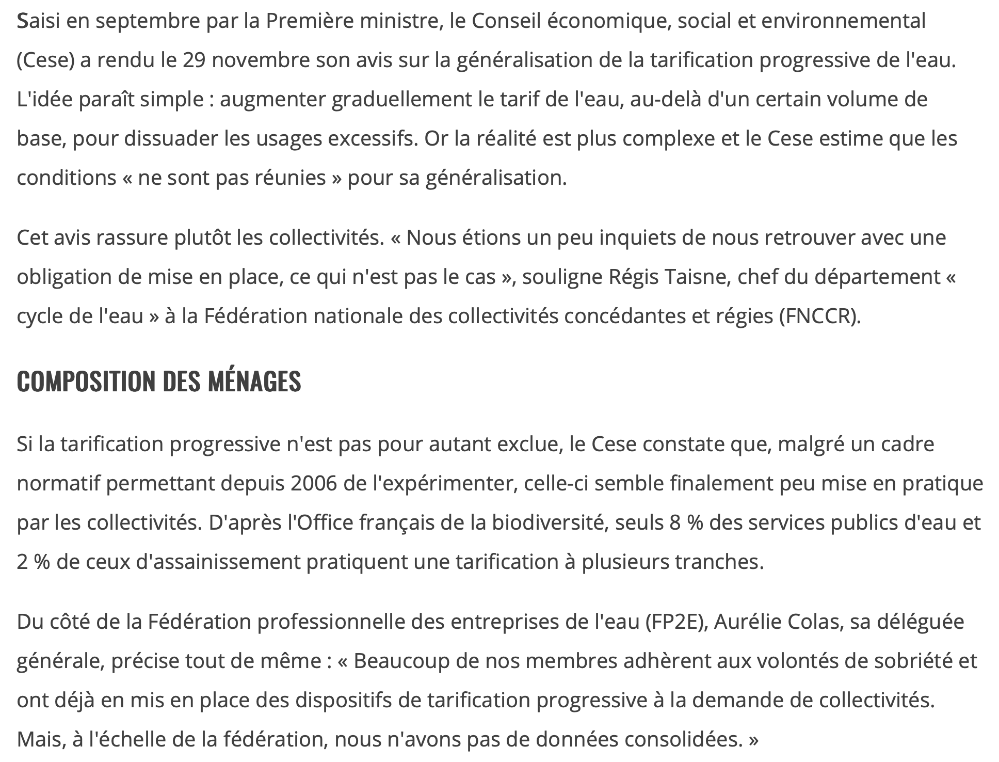 Saisi en septembre par la Première ministre, le Conseil économique, social et environnemental
(Cese) a rendu le 29 novembre son avis sur la généralisation de la tarification progressive de l'eau.
L'idée paraît simple : augmenter graduellement le tarif de l'eau, au-delà d'un certain volume de
base, pour dissuader les usages excessifs. Or la réalité est plus complexe et le Cese estime que les
conditions « ne sont pas réunies » pour sa généralisation.
Cet avis rassure plutôt les collectivités. « Nous étions un peu inquiets de nous retrouver avec une
obligation de mise en place, ce qui n'est pas le cas », souligne Régis Taisne, chef du département «
cycle de l'eau » à la Fédération nationale des collectivités concédantes et régies (FNCCR).
COMPOSITION DES MÉNAGES
Si la tarification progressive n'est pas pour autant exclue, le Cese constate que, malgré un cadre
normatif permettant depuis 2006 de l'expérimenter, celle-ci semble finalement peu mise en pratique
par les collectivités. D'après l'Office français de la biodiversité, seuls 8 % des services publics d'eau et
2 % de ceux d'assainissement pratiquent une tarification à plusieurs tranches.
Du côté de la Fédération professionnelle des entreprises de l'eau (FP2E), Aurélie Colas, sa déléguée
générale, précise tout de même : « Beaucoup de nos membres adhèrent aux volontés de sobriété et
ont déjà en mis en place des dispositifs de tarification progressive à la demande de collectivités.
Mais, à l'échelle de la fédération, nous n'avons pas de données consolidées. »